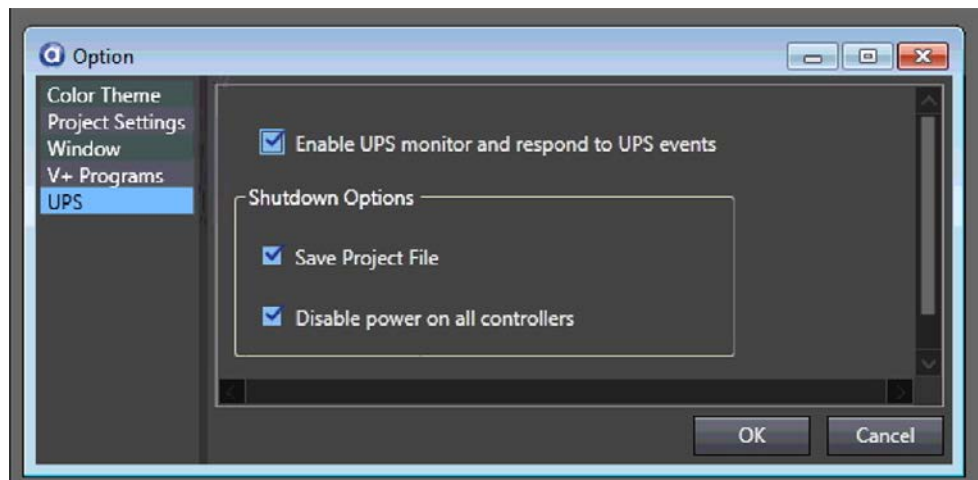 Option
Color Theme
Project Settings
Window
V+ Programs
UPS
Enable UPS monitor and respond to UPS events
Shutdown Options
Save Project File
Disable power on all controllers
OK
Cancel